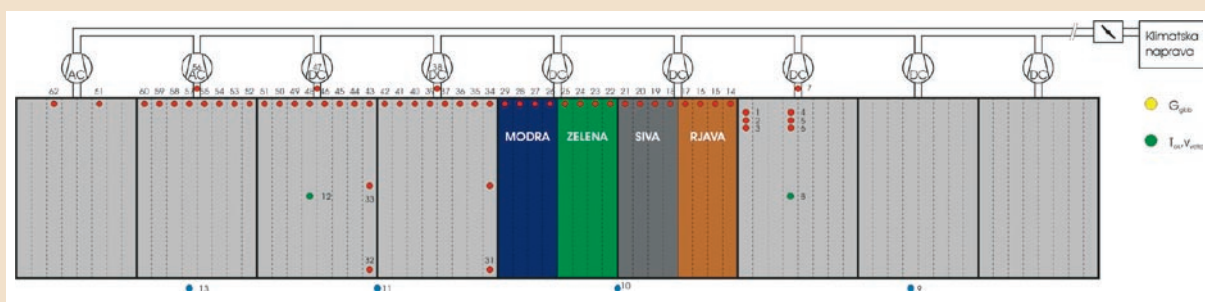 Klimatska
naprava
AC
56
AC
47
DC
38
DC
DC
DC
DC
DC
DC
62
61
60 59 58 57 55 54 53 52
51 50 49 48 46 45 44 43
42 41 40 39 37 36 35 34
29 28 27 26
25 24 23 22
21 20 19 18
17 16 15 14
7
1
2
3
4
5
6
MODRA
ZELENA
SIVA
RJAVA
33
12
8
32
31
13
11
10
9